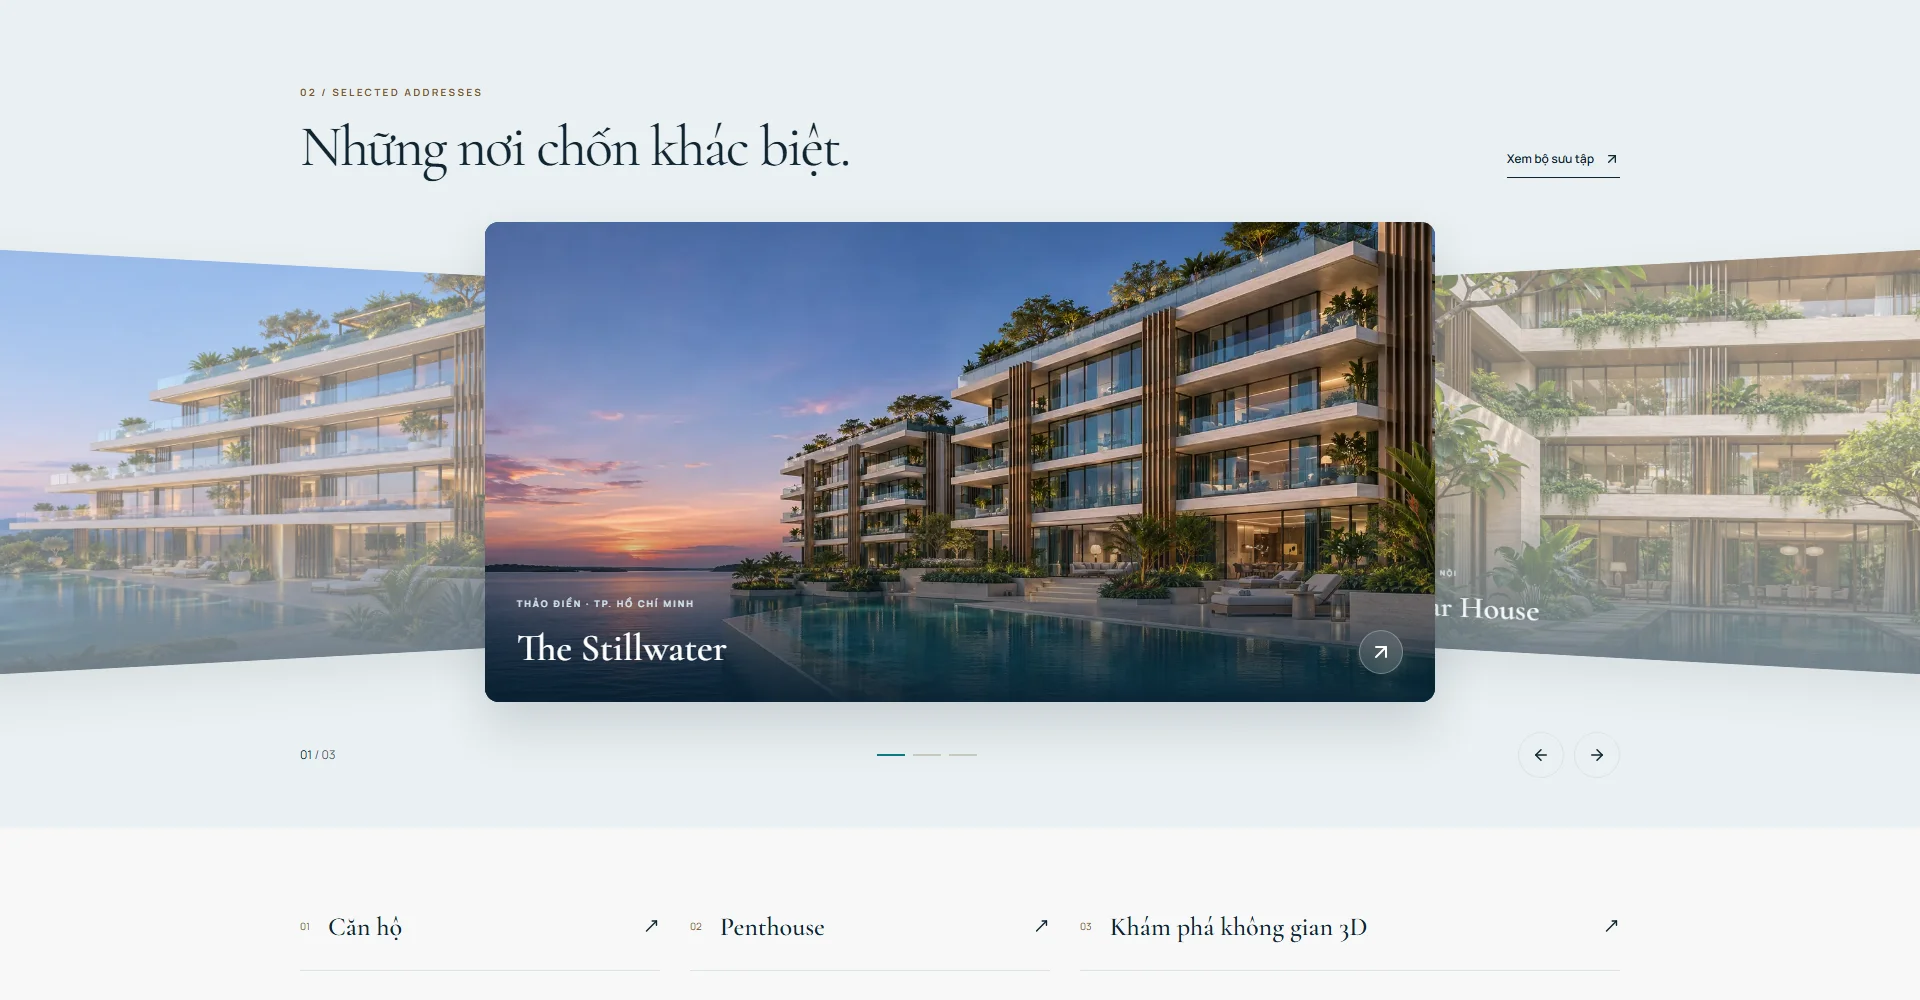 02 / SELECTED ADDRESSES
Những nơi chốn khác biệt.
Xem bộ sưu tập
THẢO ĐIỀN · TP. HỒ CHÍ MINH
The Stillwater
NỘI
House
01 / 03
01 Căn hộ
02 Penthouse
03 Khám phá không gian 3D